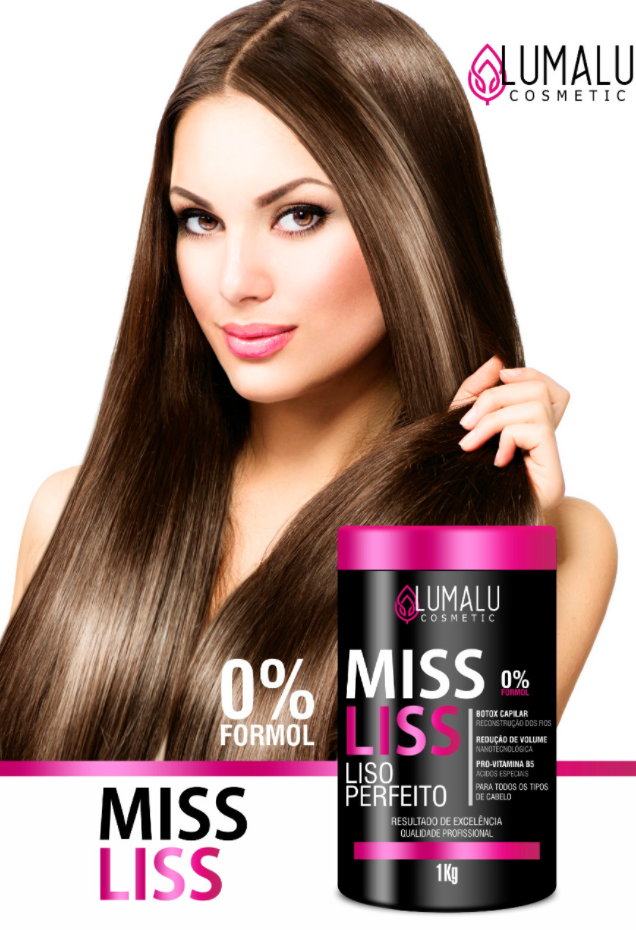 LUMALU
COSMETIC
0%
FORMOL
MISS
LISS
LUMALU
COSMETIC
MISS
0%
FORMOL
LISS
LISO
PERFEITO
BOTOX CAPILAR
RECONSTRUÇÃO DOS FIOS
REDUÇÃO DE VOLUME
NANOTECNOLÓGICA
PRO-VITAMINA B5
ÁCIDOS ESPECIAIS
PARA TODOS OS TIPOS
DE CABELO
RESULTADO DE EXCELÊNCIA
QUALIDADE PROFISSIONAL
1Kg